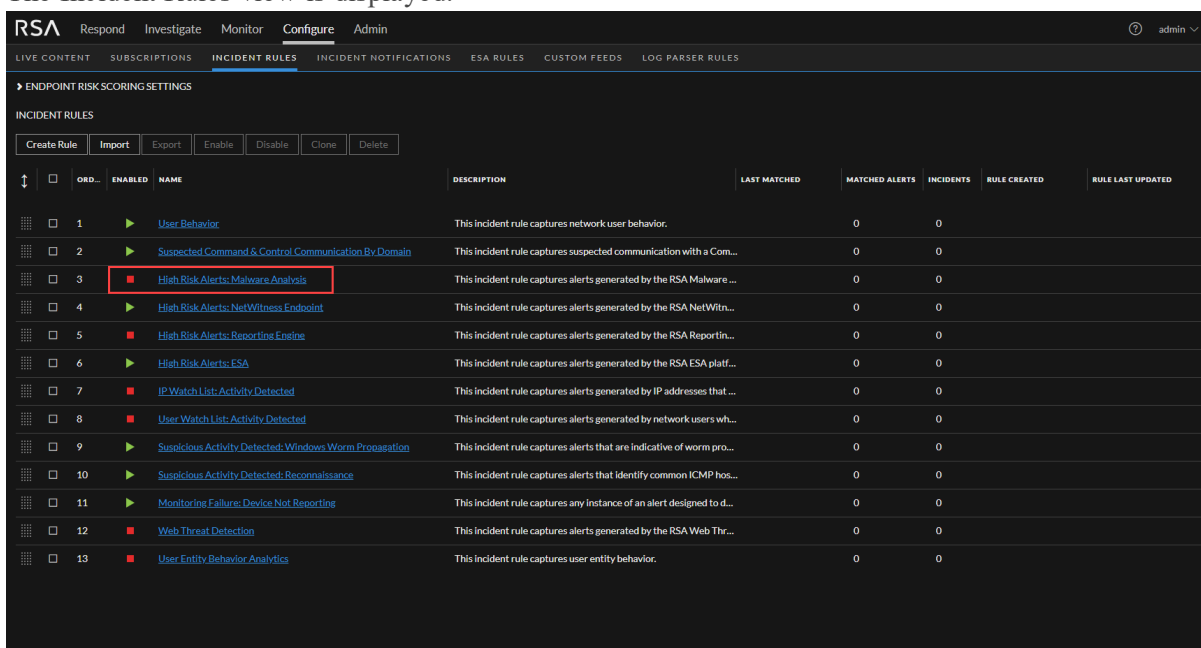 The Incident Rules view is displayed.
RSA Respond Investigate Monitor Configure Admin admin
LIVE CONTENT SUBSCRIPTIONS INCIDENT RULES INCIDENT NOTIFICATIONS ESA RULES CUSTOM FEEDS LOG PARSER RULES
ENDPOINT RISK SCORING SETTINGS
INCIDENT RULES
Create Rule Import Export Enable Disable Clone Delete
ORD... ENABLED NAME DESCRIPTION LAST MATCHED MATCHED ALERTS INCIDENTS RULE CREATED RULE LAST UPDATED
1 User Behavior This incident rule captures network user behavior. 0 0
2 Suspected Command & Control Communication By Domain This incident rule captures suspected communication with a Com... 0 0
3 High Risk Alerts: Malware Analysis This incident rule captures alerts generated by the RSA Malware ... 0 0
4 High Risk Alerts: NetWitness Endpoint This incident rule captures alerts generated by the RSA NetWitn... 0 0
5 High Risk Alerts: Reporting Engine This incident rule captures alerts generated by the RSA Reportin... 0 0
6 High Risk Alerts: ESA This incident rule captures alerts generated by the RSA ESA platf... 0 0
7 IP Watch List: Activity Detected This incident rule captures alerts generated by IP addresses that ... 0 0
8 User Watch List: Activity Detected This incident rule captures alerts generated by network users wh... 0 0
9 Suspicious Activity Detected: Windows Worm Propagation This incident rule captures alerts that are indicative of worm pro... 0 0
10 Suspicious Activity Detected: Reconnaissance This incident rule captures alerts that identify common ICMP hos... 0 0
11 Monitoring Failure: Device Not Reporting This incident rule captures any instance of an alert designed to d... 0 0
12 Web Threat Detection This incident rule captures alerts generated by the RSA Web Thr... 0 0
13 User Entity Behavior Analytics This incident rule captures user entity behavior. 0 0